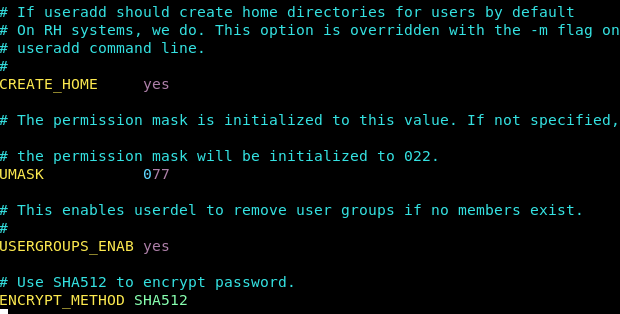 # If useradd should create home directories for users by default
# On RH systems, we do. This option is overridden with the -m flag on
# useradd command line.
#
CREATE_HOME     yes
# The permission mask is initialized to this value. If not specified,
# the permission mask will be initialized to 022.
UMASK           077
# This enables userdel to remove user groups if no members exist.
#
USERGROUPS_ENAB yes
# Use SHA512 to encrypt password.
ENCRYPT_METHOD SHA512